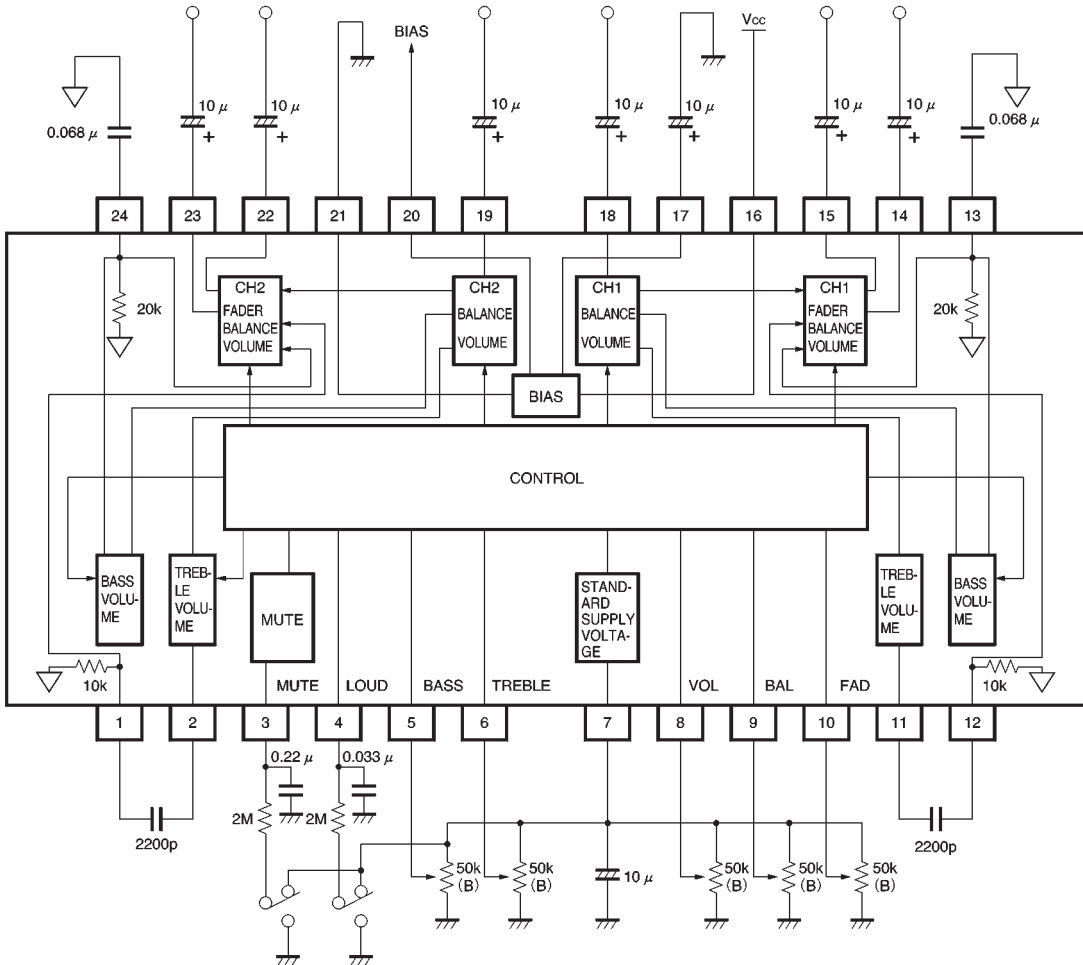 BIAS
Vcc
10 μ
10 μ
10 μ
10 μ
10 μ
10 μ
10 μ
0.068 μ
0.068 μ
+
+
+
+
+
+
+
24
23
22
21
20
19
18
17
16
15
14
13
20k
CH2
FADER
BALANCE
VOLUME
CH2
BALANCE
VOLUME
CH1
BALANCE
VOLUME
CH1
FADER
BALANCE
VOLUME
20k
BIAS
CONTROL
BASS
VOLU-
ME
TREB-
LE
VOLU-
ME
MUTE
STAND-
ARD
SUPPLY
VOLTA-
GE
TREB-
LE
VOLU-
ME
BASS
VOLU-
ME
10k
MUTE
LOUD
BASS
TREBLE
VOL
BAL
FAD
10k
1
2
3
4
5
6
7
8
9
10
11
12
0.22 μ
0.033 μ
2M
2M
2200p
2200p
50k
(B)
50k
(B)
10 μ
50k
(B)
50k
(B)
50k
(B)